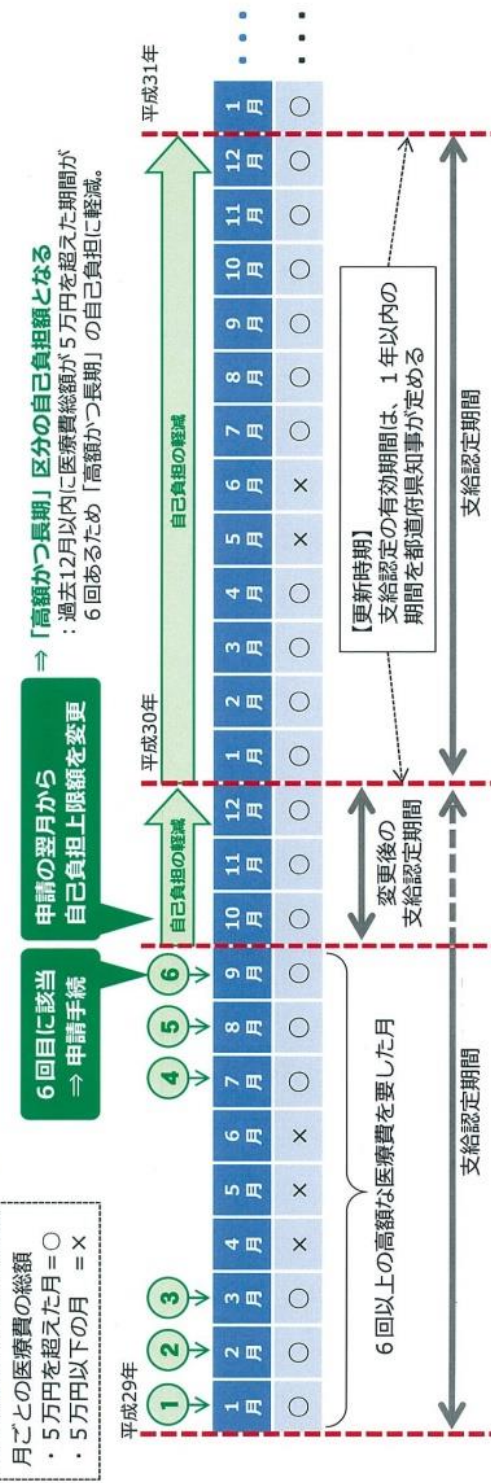 月ごとの医療費の総額
・ 5万円を超えた月=○
・ 5万円以下の月 =×
6回目に該当
⇒ 申請手続
申請の翌月から
自己負担上限額を変更
⇒ 「高額かつ長期」区分の自己負担額となる
:過去12月以内に医療費総額が5万円を超えた期間が
6回あるため「高額かつ長期」の自己負担に軽減。
平成29年
平成30年
平成31年
① ② ③ ④ ⑤ ⑥
自己負担の軽減
自己負担の軽減
1月 2月 3月 4月 5月 6月 7月 8月 9月 10月 11月 12月 1月 2月 3月 4月 5月 6月 7月 8月 9月 10月 11月 12月 1月 ・・・
○ ○ ○ × × × ○ ○ ○ ○ ○ ○ ○ ○ ○ ○ × × ○ ○ ○ ○ ○ ○ ○ ・・・
6回以上の高額な医療費を要した月
変更後の
支給認定期間
【更新時期】
支給認定の有効期間は、1年以内の
期間を都道府県知事が定める
支給認定期間
支給認定期間